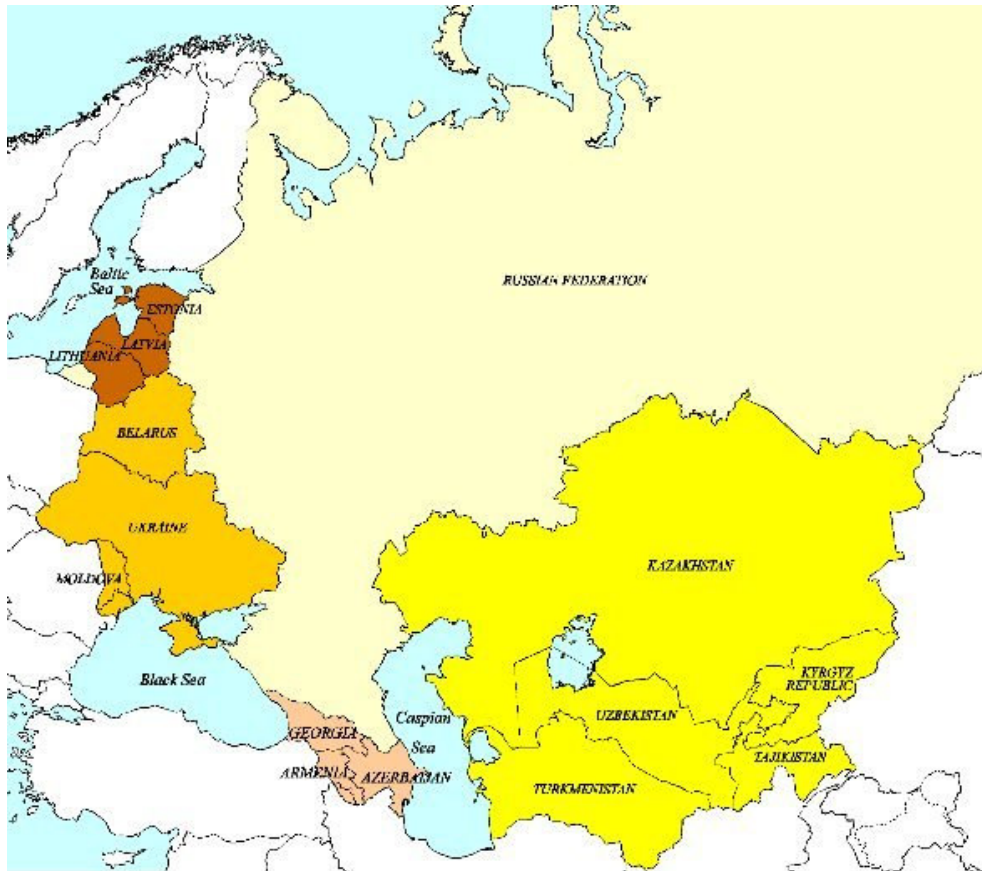 RUSSIAN FEDERATION
Baltic
Sea
ESTONIA
LATVIA
LITHUANIA
BELARUS
UKRAINE
MOLDOVA
KAZAKHSTAN
Black Sea
KYRGYZ
REPUBLIC
Caspian
Sea
UZBEKISTAN
GEORGIA
TAJIKISTAN
ARMENIA
AZERBAIJAN
TURKMENISTAN